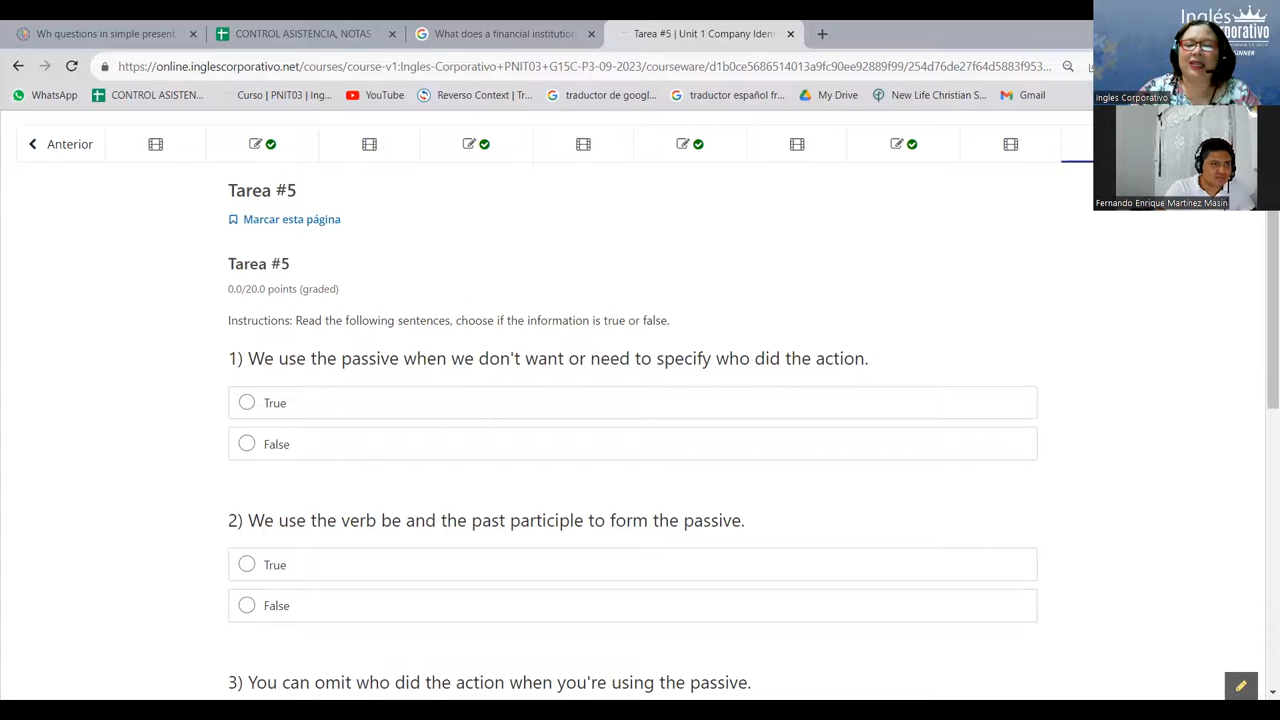 Wh questions in simple present
CONTROL ASISTENCIA, NOTAS
What does a financial institution
Tarea #5 | Unit 1 Company Iden
https://online.inglescorporativo.net/courses/course-v1:Ingles-Corporativo+PNIT03+G15C-P3-09-2023/courseware/d1b0ce5686514013a3fc90ee92889f99/254d76de27f64d5883f953...
WhatsApp
CONTROL ASISTEN...
Curso | PNIT03 | Ing...
YouTube
Reverso Context | Tr...
traductor de googl...
traductor español fr...
My Drive
New Life Christian S...
Gmail
Inglés
Ingles Corporativo
Fernando Enrique Martínez Masin
Anterior
Tarea #5
Marcar esta página
Tarea #5
0.0/20.0 points (graded)
Instructions: Read the following sentences, choose if the information is true or false.
1) We use the passive when we don't want or need to specify who did the action.
True
False
2) We use the verb be and the past participle to form the passive.
True
False
3) You can omit who did the action when you're using the passive.